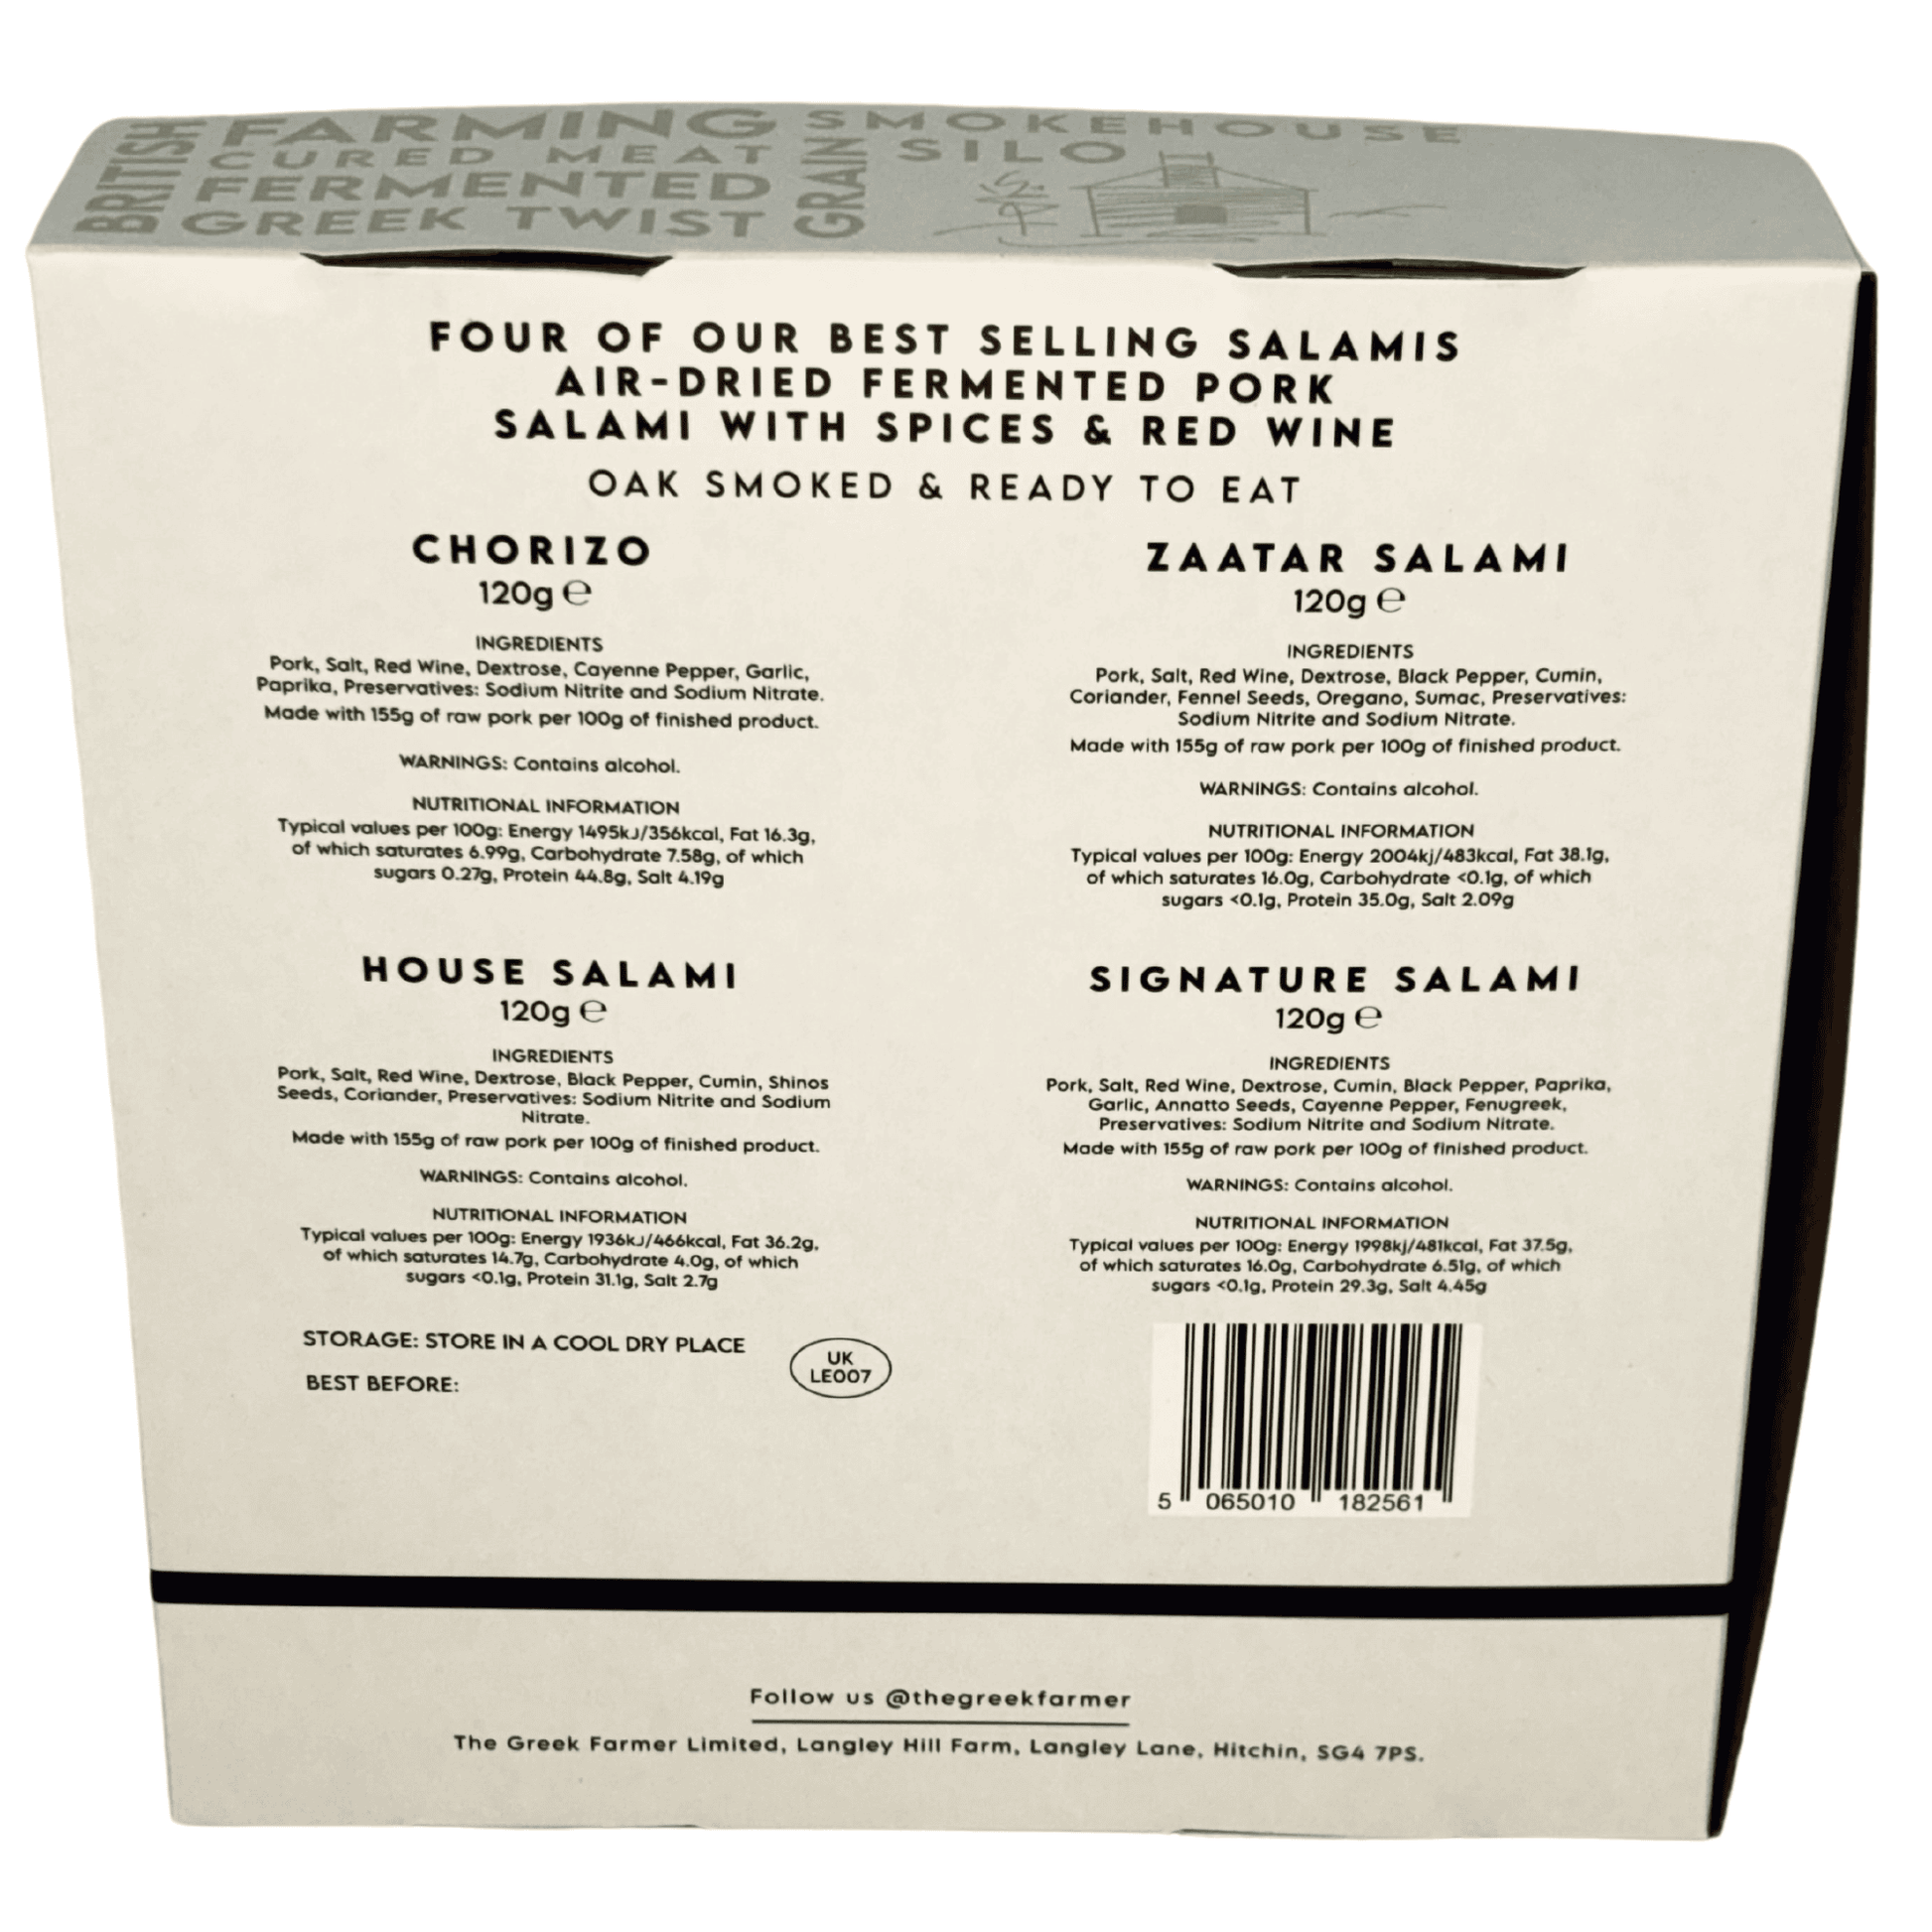 BRITISH
FARMING
CURED MEAT
FERMENTED
GREEK TWIST
GRAIN
SMOKEHOUSE
SILO
FOUR OF OUR BEST SELLING SALAMIS
AIR-DRIED FERMENTED PORK
SALAMI WITH SPICES & RED WINE
OAK SMOKED & READY TO EAT
CHORIZO
120g ℮
INGREDIENTS
Pork, Salt, Red Wine, Dextrose, Cayenne Pepper, Garlic,
Paprika, Preservatives: Sodium Nitrite and Sodium Nitrate.
Made with 155g of raw pork per 100g of finished product.
WARNINGS: Contains alcohol.
NUTRITIONAL INFORMATION
Typical values per 100g: Energy 1495kJ/356kcal, Fat 16.3g,
of which saturates 6.99g, Carbohydrate 7.58g, of which
sugars 0.27g, Protein 44.8g, Salt 4.19g
ZAATAR SALAMI
120g ℮
INGREDIENTS
Pork, Salt, Red Wine, Dextrose, Black Pepper, Cumin,
Coriander, Fennel Seeds, Oregano, Sumac, Preservatives:
Sodium Nitrite and Sodium Nitrate.
Made with 155g of raw pork per 100g of finished product.
WARNINGS: Contains alcohol.
NUTRITIONAL INFORMATION
Typical values per 100g: Energy 2004kj/483kcal, Fat 38.1g,
of which saturates 16.0g, Carbohydrate <0.1g, of which
sugars <0.1g, Protein 35.0g, Salt 2.09g
HOUSE SALAMI
120g ℮
INGREDIENTS
Pork, Salt, Red Wine, Dextrose, Black Pepper, Cumin, Shinos
Seeds, Coriander, Preservatives: Sodium Nitrite and Sodium
Nitrate.
Made with 155g of raw pork per 100g of finished product.
WARNINGS: Contains alcohol.
NUTRITIONAL INFORMATION
Typical values per 100g: Energy 1936kJ/466kcal, Fat 36.2g,
of which saturates 14.7g, Carbohydrate 4.0g, of which
sugars <0.1g, Protein 31.1g, Salt 2.7g
SIGNATURE SALAMI
120g ℮
INGREDIENTS
Pork, Salt, Red Wine, Dextrose, Cumin, Black Pepper, Paprika,
Garlic, Annatto Seeds, Cayenne Pepper, Fenugreek,
Preservatives: Sodium Nitrite and Sodium Nitrate.
Made with 155g of raw pork per 100g of finished product.
WARNINGS: Contains alcohol.
NUTRITIONAL INFORMATION
Typical values per 100g: Energy 1998kj/481kcal, Fat 37.5g,
of which saturates 16.0g, Carbohydrate 6.51g, of which
sugars <0.1g, Protein 29.3g, Salt 4.45g
STORAGE: STORE IN A COOL DRY PLACE
BEST BEFORE:
UK
LE007
5 065010 182561
Follow us @thegreekfarmer
The Greek Farmer Limited, Langley Hill Farm, Langley Lane, Hitchin, SG4 7PS.